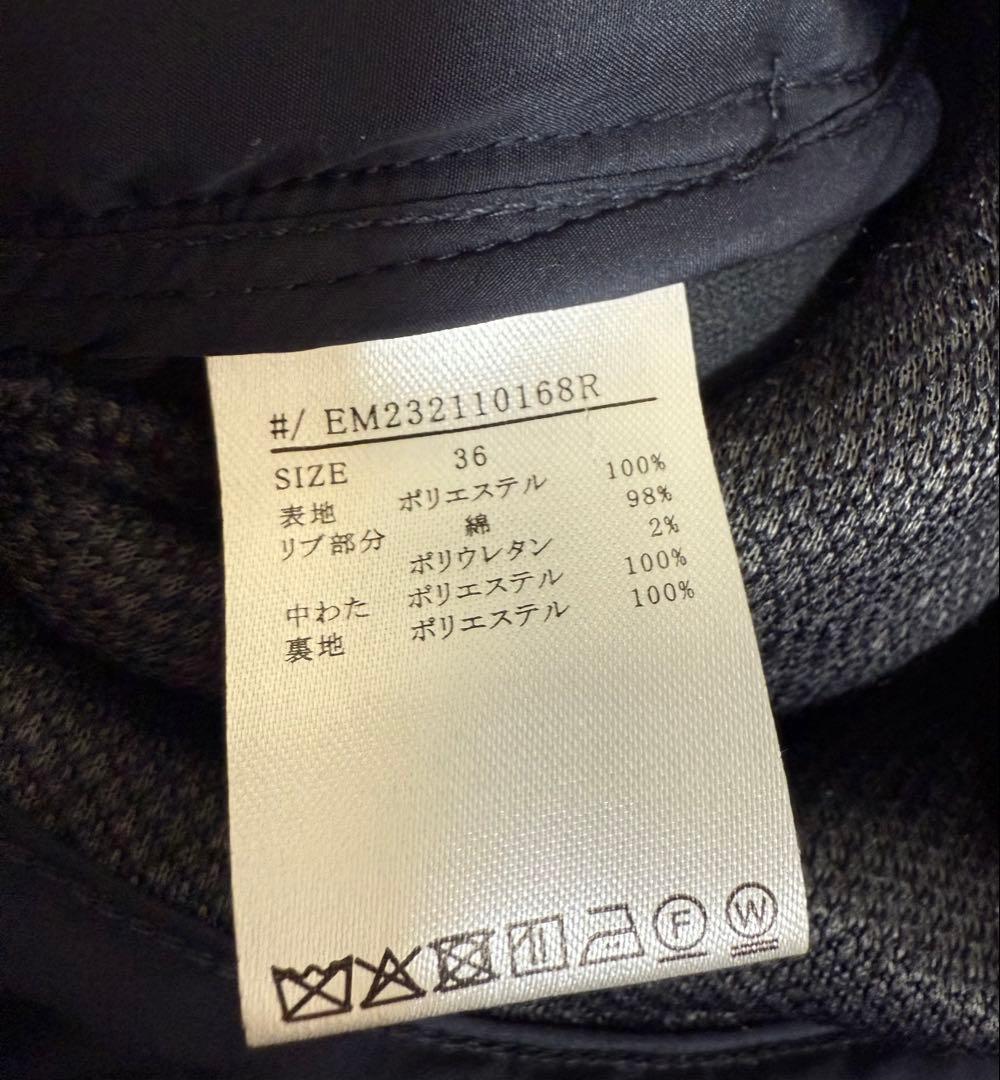 #/ EM232110168R
SIZE 36
表地 ポリエステル 100%
リブ部分 綿 98%
ポリウレタン 2%
中わた ポリエステル 100%
裏地 ポリエステル 100%
F W